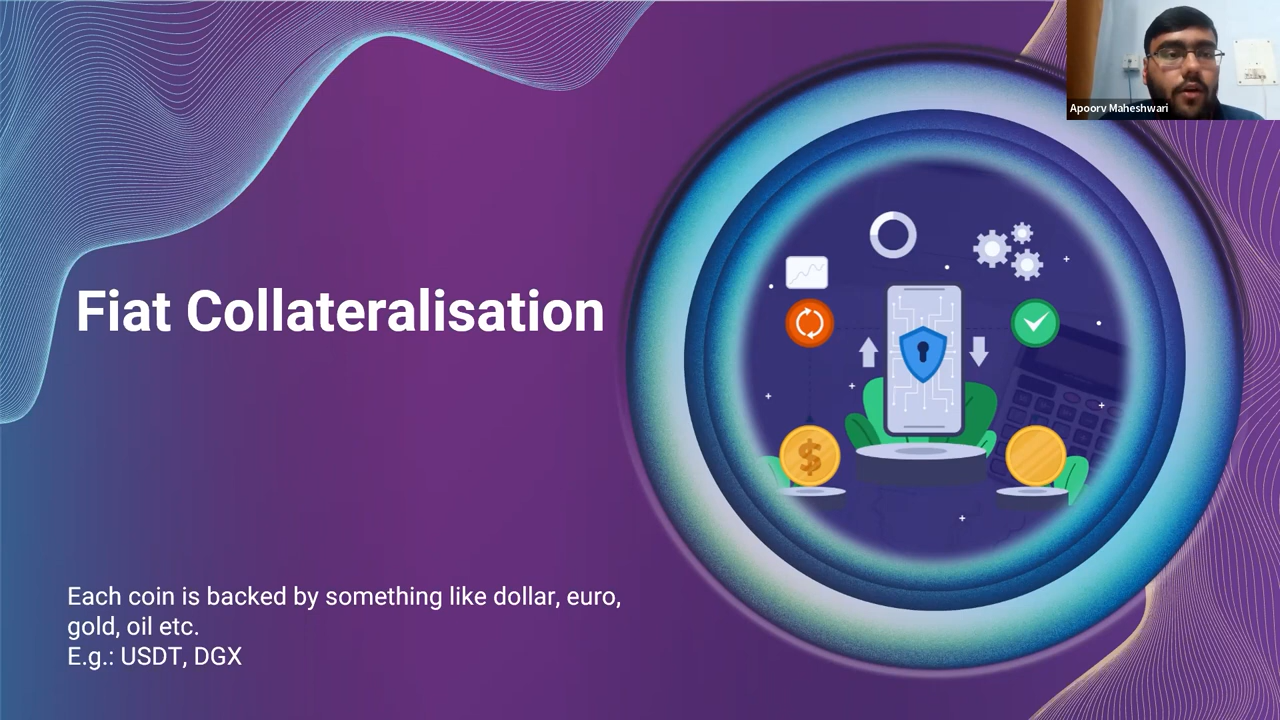 Apoorv Maheshwari
Fiat Collateralisation
Each coin is backed by something like dollar, euro,
gold, oil etc.
E.g.: USDT, DGX